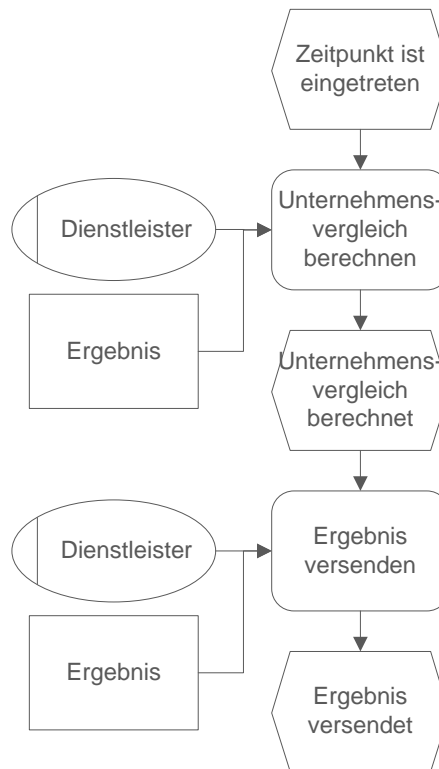 Zeitpunkt ist
eingetreten
Dienstleister
Unternehmens-
vergleich
berechnen
Ergebnis
Unternehmens-
vergleich
berechnet
Dienstleister
Ergebnis
versenden
Ergebnis
Ergebnis
versendet